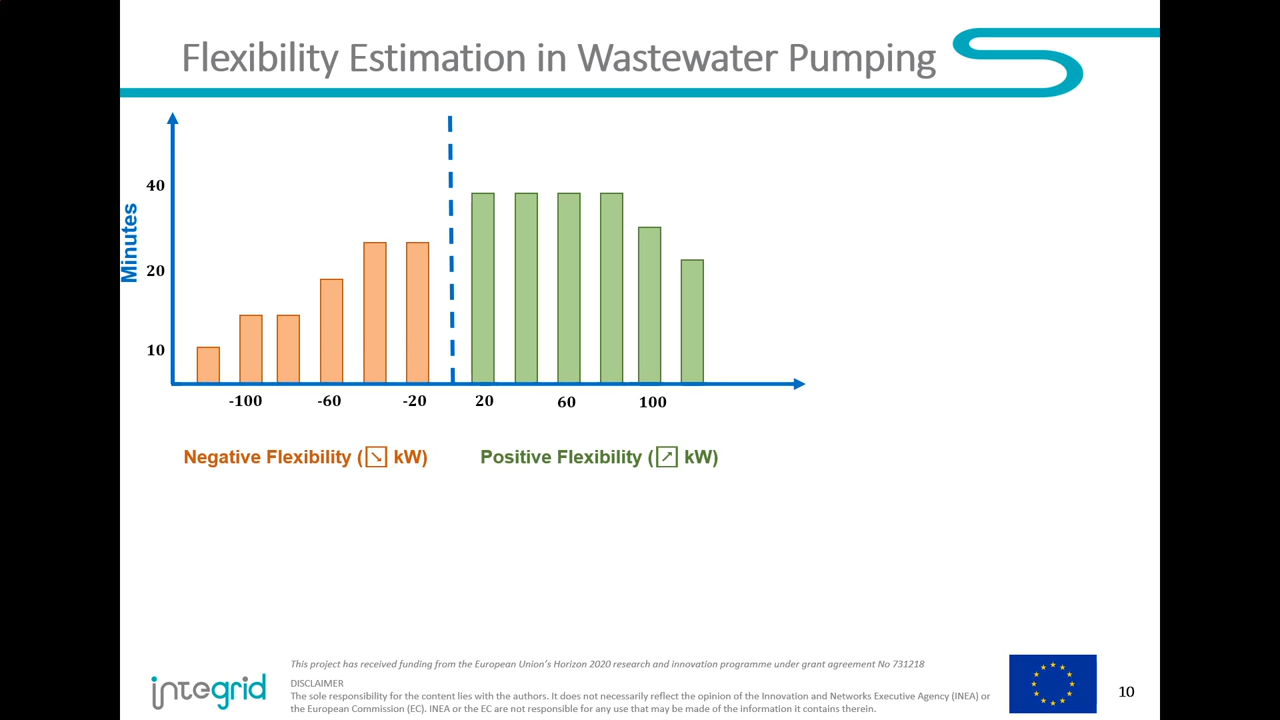 Flexibility Estimation in Wastewater Pumping
40
Minutes
20
10
-100 -60 -20 20 60 100
Negative Flexibility (↘ kW) Positive Flexibility (↗ kW)
This project has received funding from the European Union's Horizon 2020 research and innovation programme under grant agreement No 731218
DISCLAIMER
The sole responsibility for the content lies with the authors. It does not necessarily reflect the opinion of the Innovation and Networks Executive Agency (INEA) or
the European Commission (EC). INEA or the EC are not responsible for any use that may be made of the information it contains therein.
integrid
10